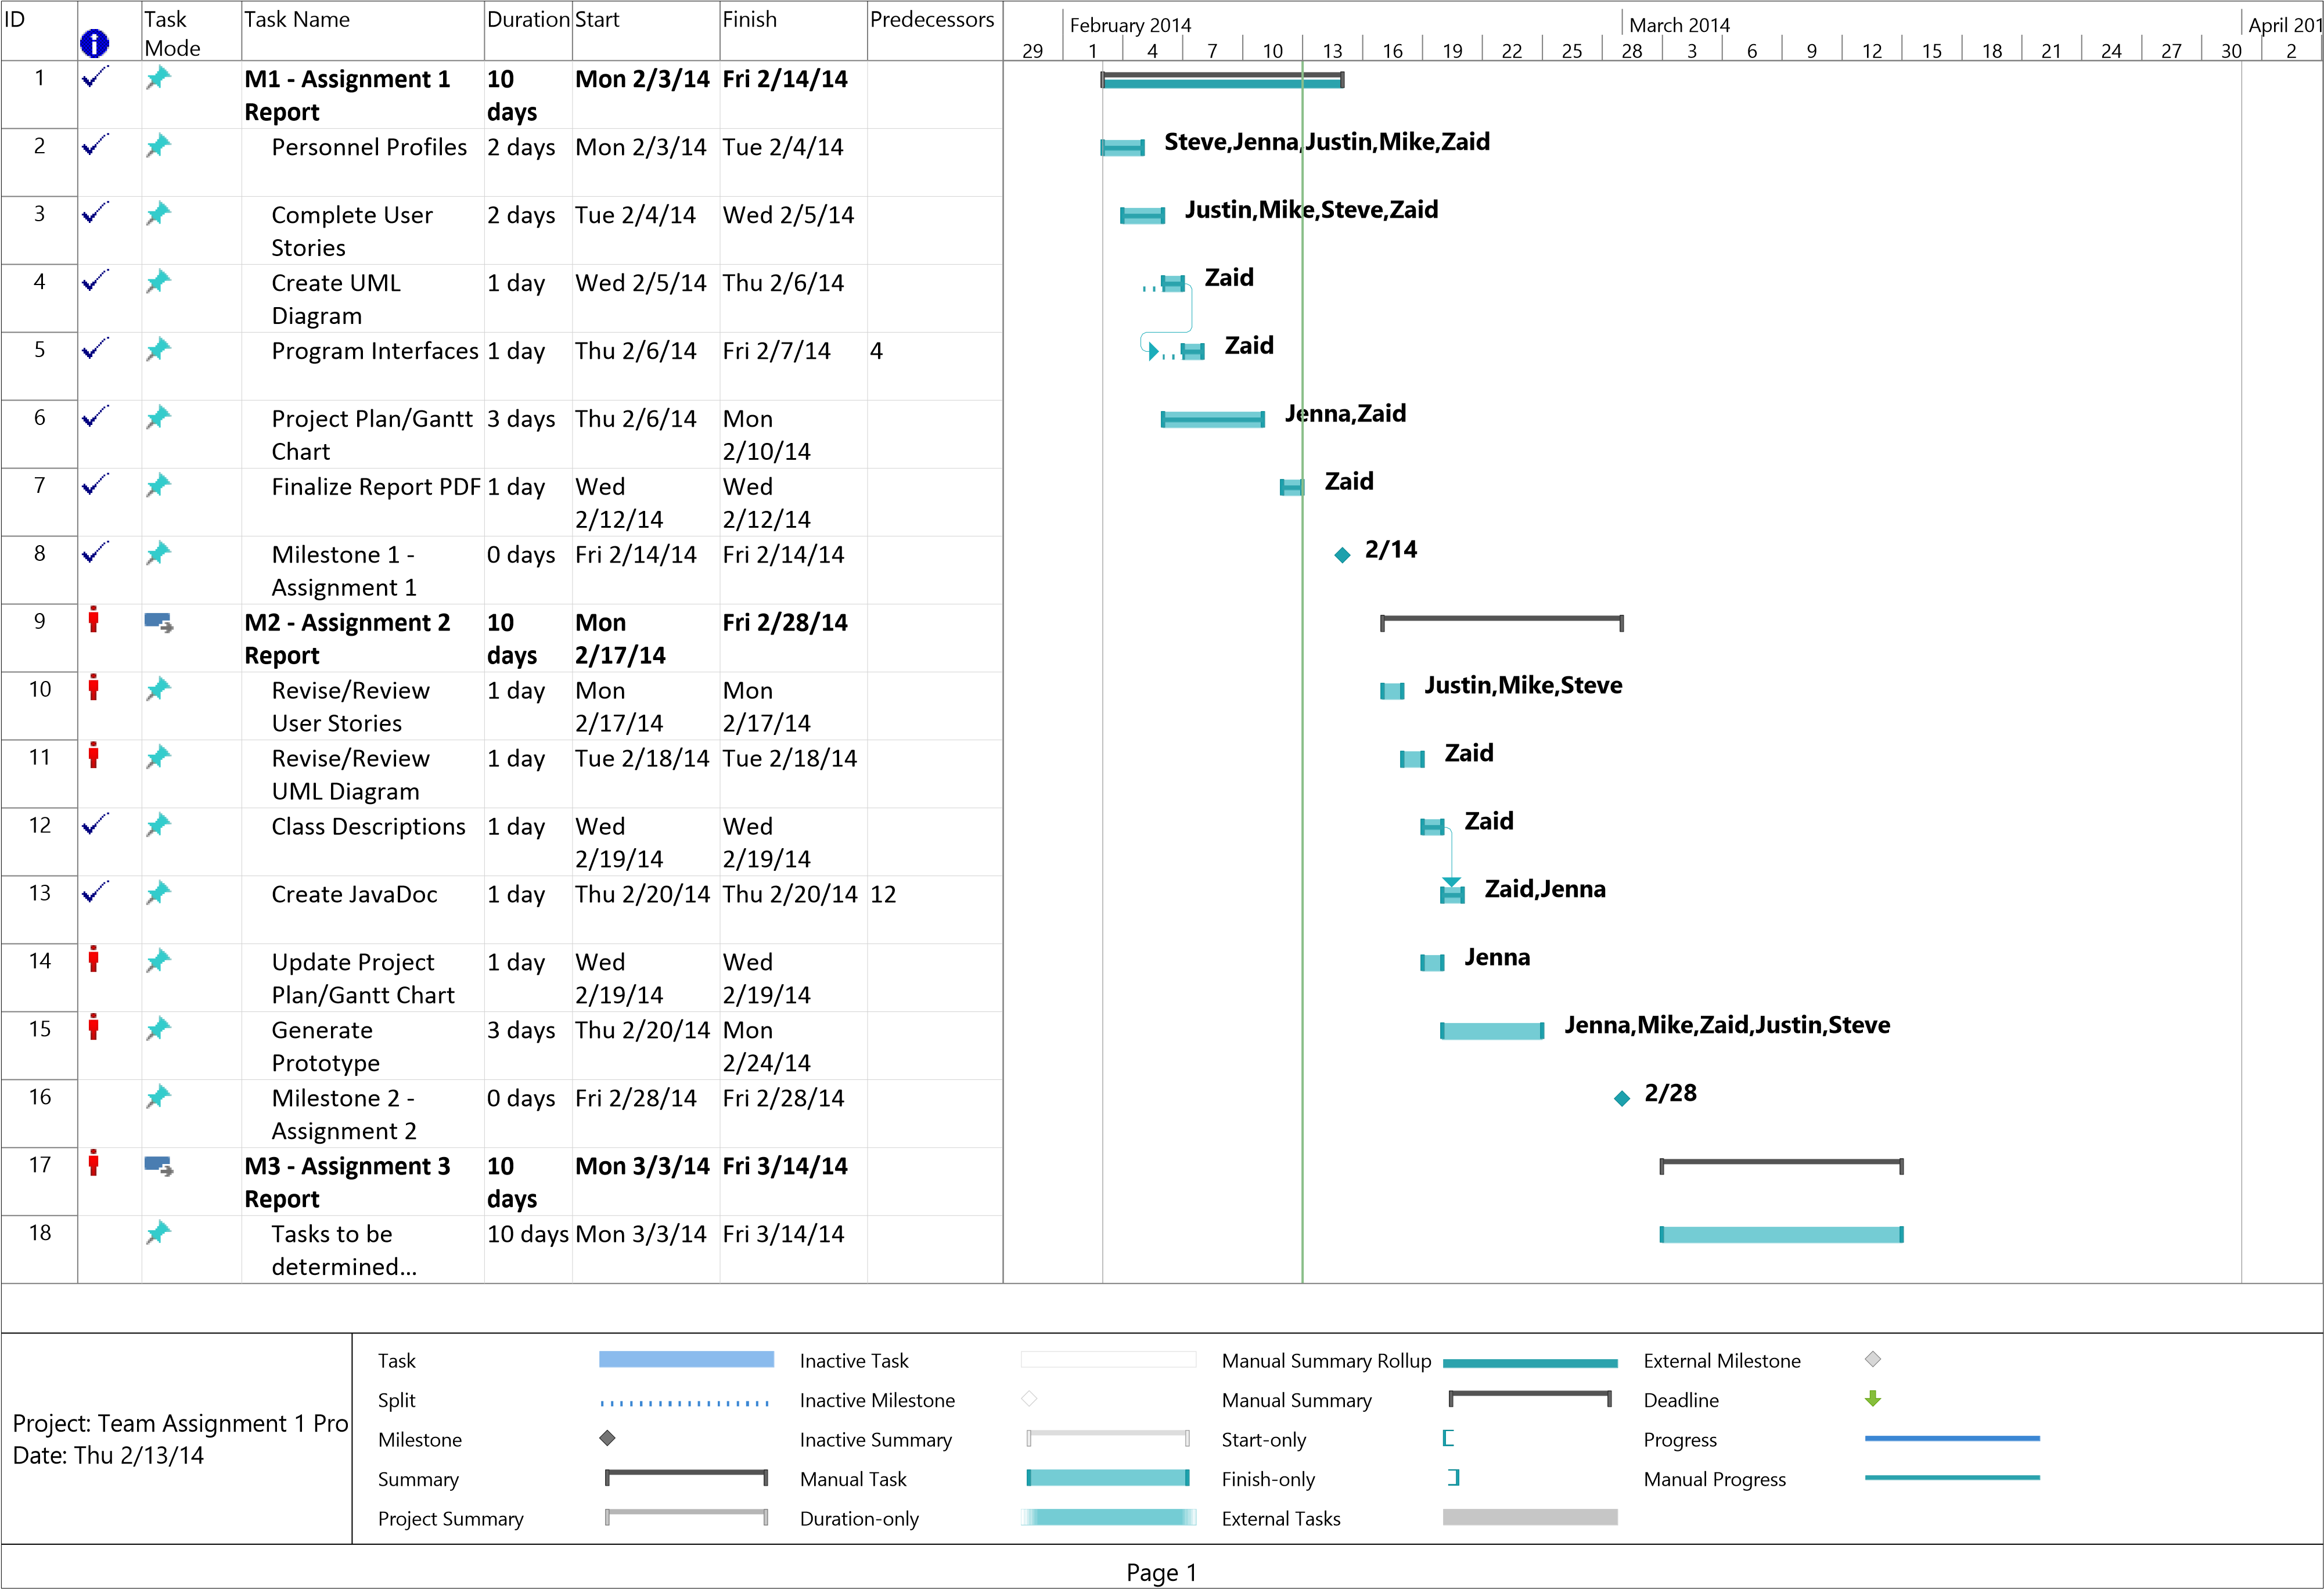 ID Task Mode Task Name Duration Start Finish Predecessors
February 2014 March 2014 April 201
29 1 4 7 10 13 16 19 22 25 28 3 6 9 12 15 18 21 24 27 30 2
1 M1 - Assignment 1 Report 10 days Mon 2/3/14 Fri 2/14/14
2 Personnel Profiles 2 days Mon 2/3/14 Tue 2/4/14 Steve,Jenna,Justin,Mike,Zaid
3 Complete User Stories 2 days Tue 2/4/14 Wed 2/5/14 Justin,Mike,Steve,Zaid
4 Create UML Diagram 1 day Wed 2/5/14 Thu 2/6/14 Zaid
5 Program Interfaces 1 day Thu 2/6/14 Fri 2/7/14 4 Zaid
6 Project Plan/Gantt Chart 3 days Thu 2/6/14 Mon 2/10/14 Jenna,Zaid
7 Finalize Report PDF 1 day Wed 2/12/14 Wed 2/12/14 Zaid
8 Milestone 1 - Assignment 1 0 days Fri 2/14/14 Fri 2/14/14 2/14
9 M2 - Assignment 2 Report 10 days Mon 2/17/14 Fri 2/28/14
10 Revise/Review User Stories 1 day Mon 2/17/14 Mon 2/17/14 Justin,Mike,Steve
11 Revise/Review UML Diagram 1 day Tue 2/18/14 Tue 2/18/14 Zaid
12 Class Descriptions 1 day Wed 2/19/14 Wed 2/19/14 Zaid
13 Create JavaDoc 1 day Thu 2/20/14 Thu 2/20/14 12 Zaid,Jenna
14 Update Project Plan/Gantt Chart 1 day Wed 2/19/14 Wed 2/19/14 Jenna
15 Generate Prototype 3 days Thu 2/20/14 Mon 2/24/14 Jenna,Mike,Zaid,Justin,Steve
16 Milestone 2 - Assignment 2 0 days Fri 2/28/14 Fri 2/28/14 2/28
17 M3 - Assignment 3 Report 10 days Mon 3/3/14 Fri 3/14/14
18 Tasks to be determined... 10 days Mon 3/3/14 Fri 3/14/14
Project: Team Assignment 1 Pro
Date: Thu 2/13/14
Task
Split
Milestone
Summary
Project Summary
Inactive Task
Inactive Milestone
Inactive Summary
Manual Task
Duration-only
Manual Summary Rollup
Manual Summary
Start-only
Finish-only
External Tasks
External Milestone
Deadline
Progress
Manual Progress
Page 1